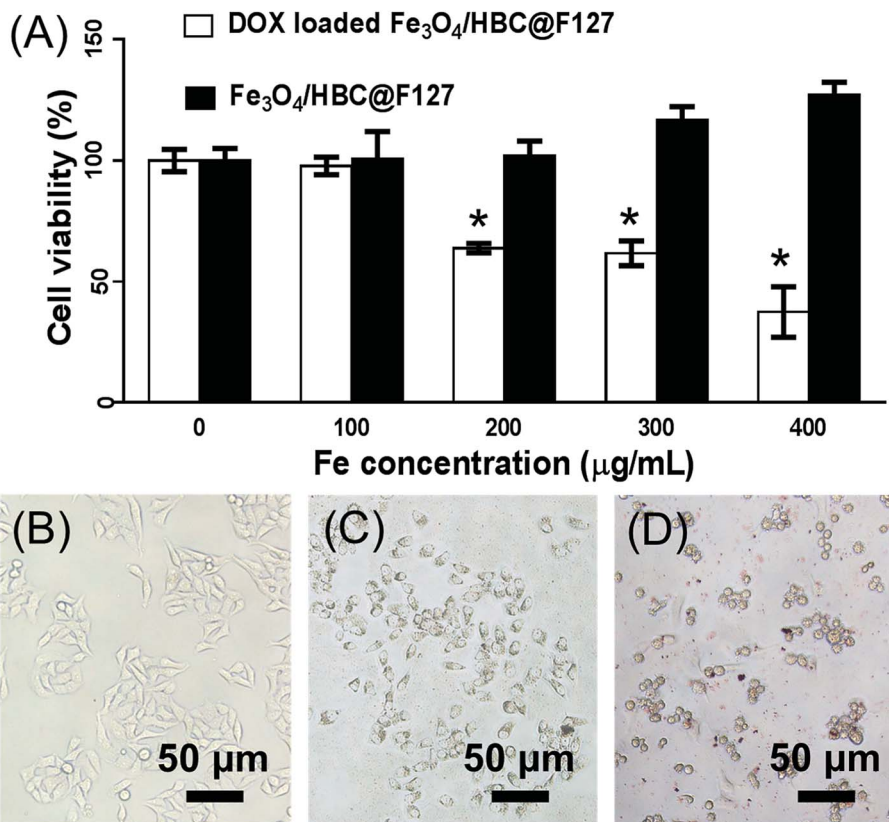 (A)
DOX loaded Fe₃O₄/HBC@F127
Fe₃O₄/HBC@F127
Cell viability (%)
150
100
50
0
* * *
0 100 200 300 400
Fe concentration (μg/mL)
(B) (C) (D)
50 μm 50 μm 50 μm